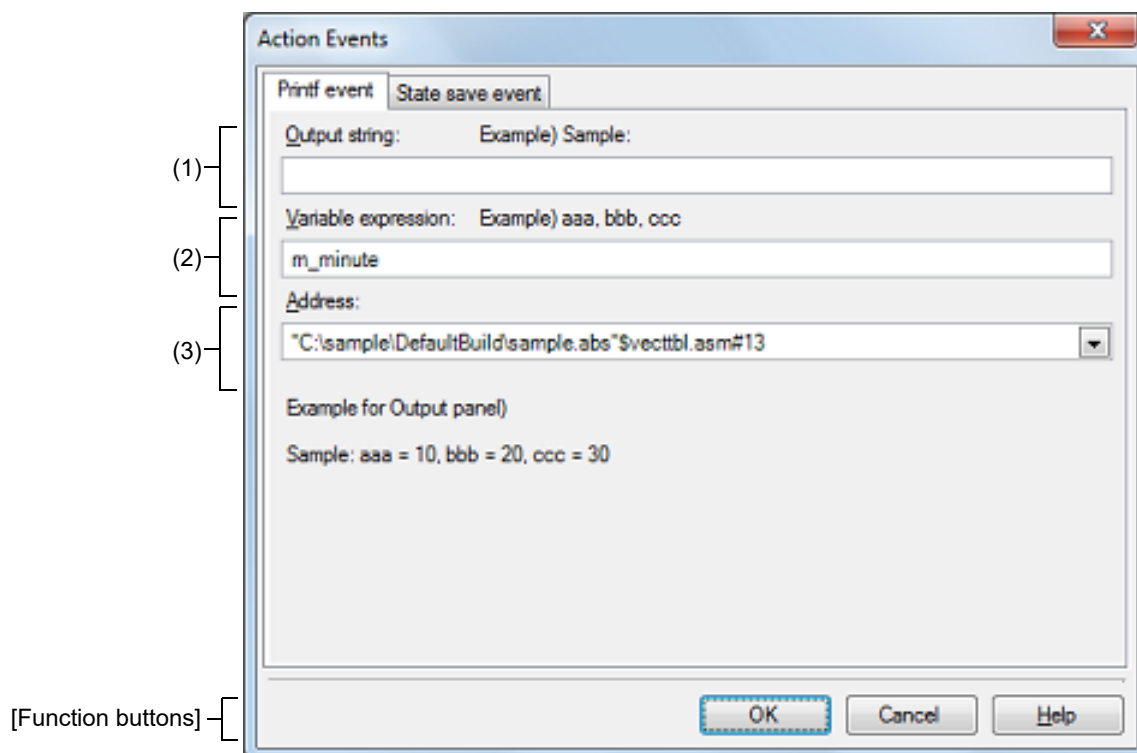 Action Events
Printf event State save event
(1)
Output string: Example) Sample:
(2)
Variable expression: Example) aaa, bbb, ccc
m_minute
(3)
Address:
"C:\sample\DefaultBuild\sample.abs"$vecttbl.asm#13
Example for Output panel)
Sample: aaa = 10, bbb = 20, ccc = 30
[Function buttons] OK Cancel Help